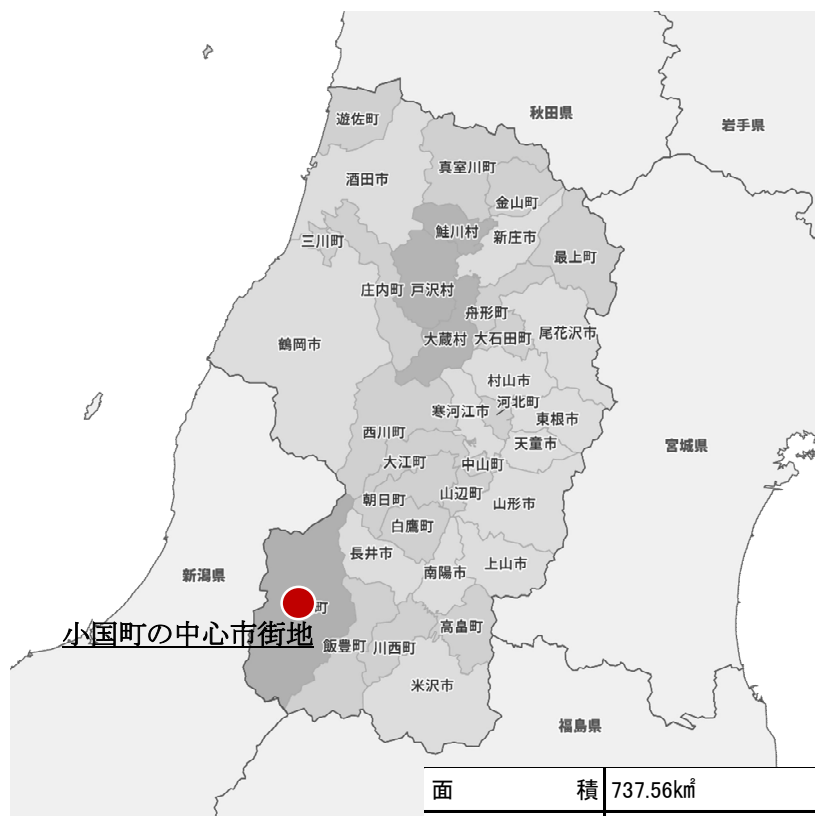 秋田県
岩手県
遊佐町
真室川町
酒田市
金山町
鮭川村
新庄市
三川町
最上町
庄内町
戸沢村
舟形町
大蔵村
大石田町
尾花沢市
鶴岡市
村山市
河北町
寒河江市
東根市
西川町
天童市
宮城県
大江町
中山町
山辺町
朝日町
山形市
白鷹町
長井市
上山市
南陽市
新潟県
町
高畠町
小国町の中心市街地
飯豊町
川西町
米沢市
福島県
面 積 737.56k㎡